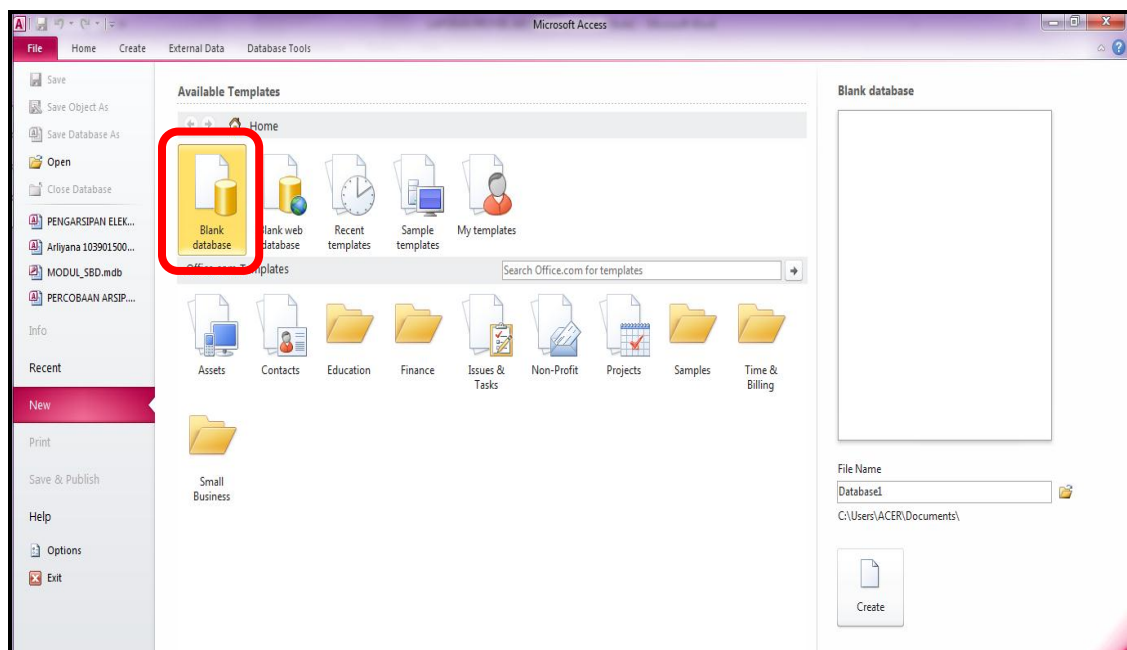 Microsoft Access
File Home Create External Data Database Tools
Save
Save Object As
Save Database As
Open
Close Database
PENGARSIPAN ELEK...
Arliyana 103901500...
MODUL_SBD.mdb
PERCOBAAN ARSIP....
Info
Recent
New
Print
Save & Publish
Help
Options
Exit
Available Templates
Home
Blank
database
Blank web
database
Recent
templates
Sample
templates
My templates
Office.com Templates
Search Office.com for templates
Assets
Contacts
Education
Finance
Issues &
Tasks
Non-Profit
Projects
Samples
Time &
Billing
Small
Business
Blank database
File Name
Database1
C:\Users\ACER\Documents\
Create